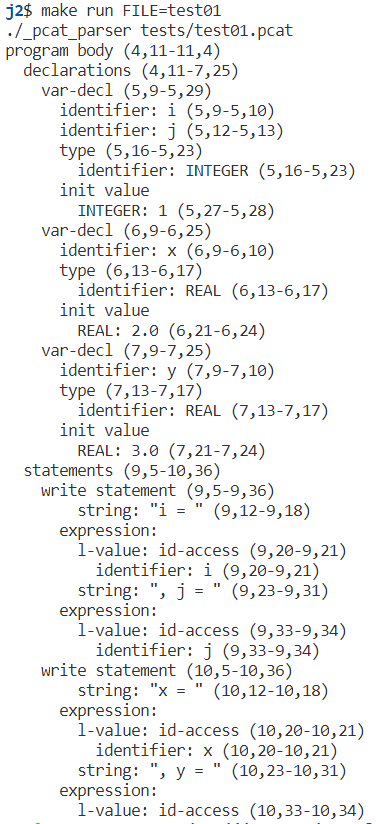 j2$ make run FILE=test01
./_pcat_parser tests/test01.pcat
program body (4,11-11,4)
  declarations (4,11-7,25)
    var-decl (5,9-5,29)
      identifier: i (5,9-5,10)
      identifier: j (5,12-5,13)
      type (5,16-5,23)
        identifier: INTEGER (5,16-5,23)
      init value
        INTEGER: 1 (5,27-5,28)
    var-decl (6,9-6,25)
      identifier: x (6,9-6,10)
      type (6,13-6,17)
        identifier: REAL (6,13-6,17)
      init value
        REAL: 2.0 (6,21-6,24)
    var-decl (7,9-7,25)
      identifier: y (7,9-7,10)
      type (7,13-7,17)
        identifier: REAL (7,13-7,17)
      init value
        REAL: 3.0 (7,21-7,24)
  statements (9,5-10,36)
    write statement (9,5-9,36)
        string: "i = " (9,12-9,18)
      expression:
        l-value: id-access (9,20-9,21)
          identifier: i (9,20-9,21)
        string: ", j = " (9,23-9,31)
      expression:
        l-value: id-access (9,33-9,34)
          identifier: j (9,33-9,34)
    write statement (10,5-10,36)
        string: "x = " (10,12-10,18)
      expression:
        l-value: id-access (10,20-10,21)
          identifier: x (10,20-10,21)
        string: ", y = " (10,23-10,31)
      expression:
        l-value: id-access (10,33-10,34)